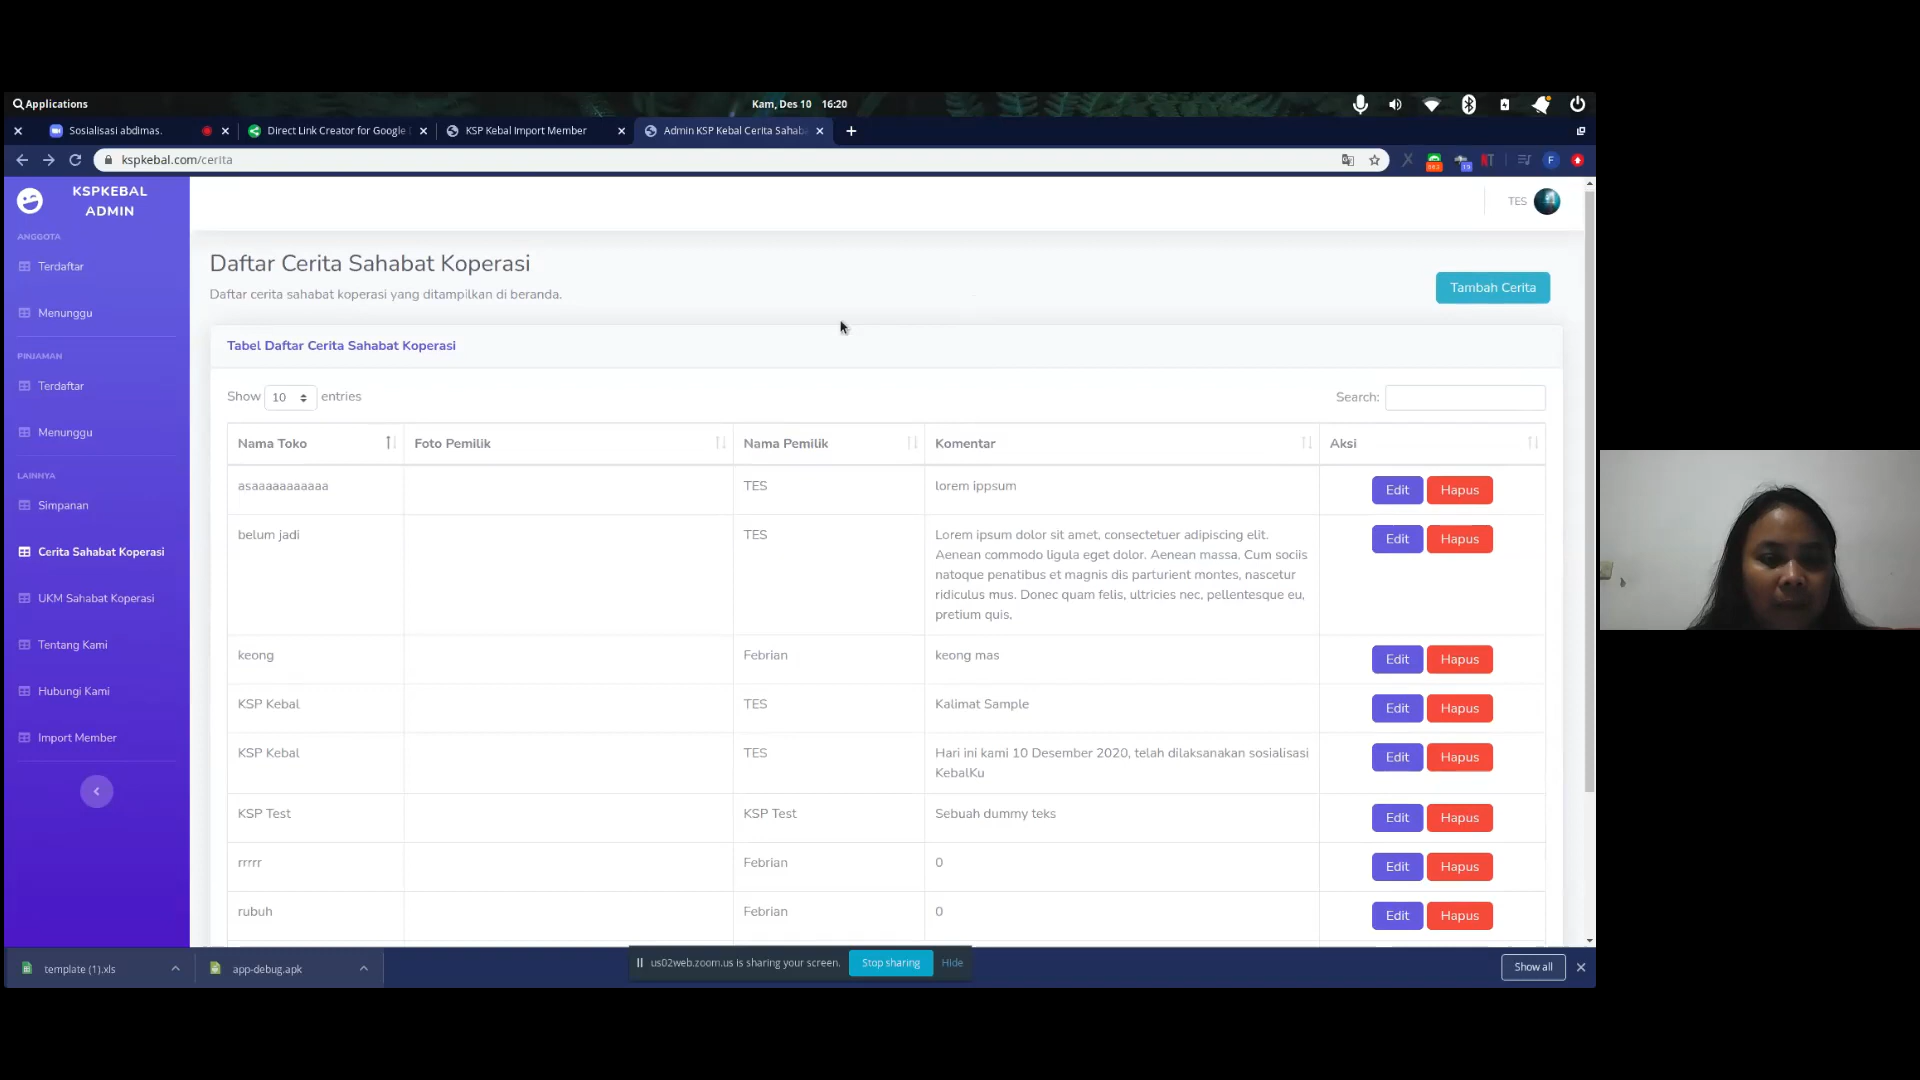 Applications
Kam, Des 10 16:20
Sosialisasi abdimas.
Direct Link Creator for Google
KSP Kebal Import Member
Admin KSP Kebal Cerita Sahab
kspkebal.com/cerita
F
KSPKEBAL
ADMIN
TES
ANGGOTA
Terdaftar
Menunggu
PINJAMAN
Terdaftar
Menunggu
LAINNYA
Simpanan
Cerita Sahabat Koperasi
UKM Sahabat Koperasi
Tentang Kami
Hubungi Kami
Import Member
Daftar Cerita Sahabat Koperasi
Daftar cerita sahabat koperasi yang ditampilkan di beranda.
Tambah Cerita
Tabel Daftar Cerita Sahabat Koperasi
Show 10 entries
Search:
Nama Toko Foto Pemilik Nama Pemilik Komentar Aksi
asaaaaaaaaaaa TES lorem ippsum Edit Hapus
belum jadi TES Lorem ipsum dolor sit amet, consectetuer adipiscing elit. Edit Hapus
Aenean commodo ligula eget dolor. Aenean massa. Cum sociis
natoque penatibus et magnis dis parturient montes, nascetur
ridiculus mus. Donec quam felis, ultricies nec, pellentesque eu,
pretium quis,
keong Febrian keong mas Edit Hapus
KSP Kebal TES Kalimat Sample Edit Hapus
KSP Kebal TES Hari ini kami 10 Desember 2020, telah dilaksanakan sosialisasi Edit Hapus
KebalKu
KSP Test KSP Test Sebuah dummy teks Edit Hapus
rrrrr Febrian 0 Edit Hapus
rubuh Febrian 0 Edit Hapus
template (1).xls
app-debug.apk
us02web.zoom.us is sharing your screen. Stop sharing Hide
Show all